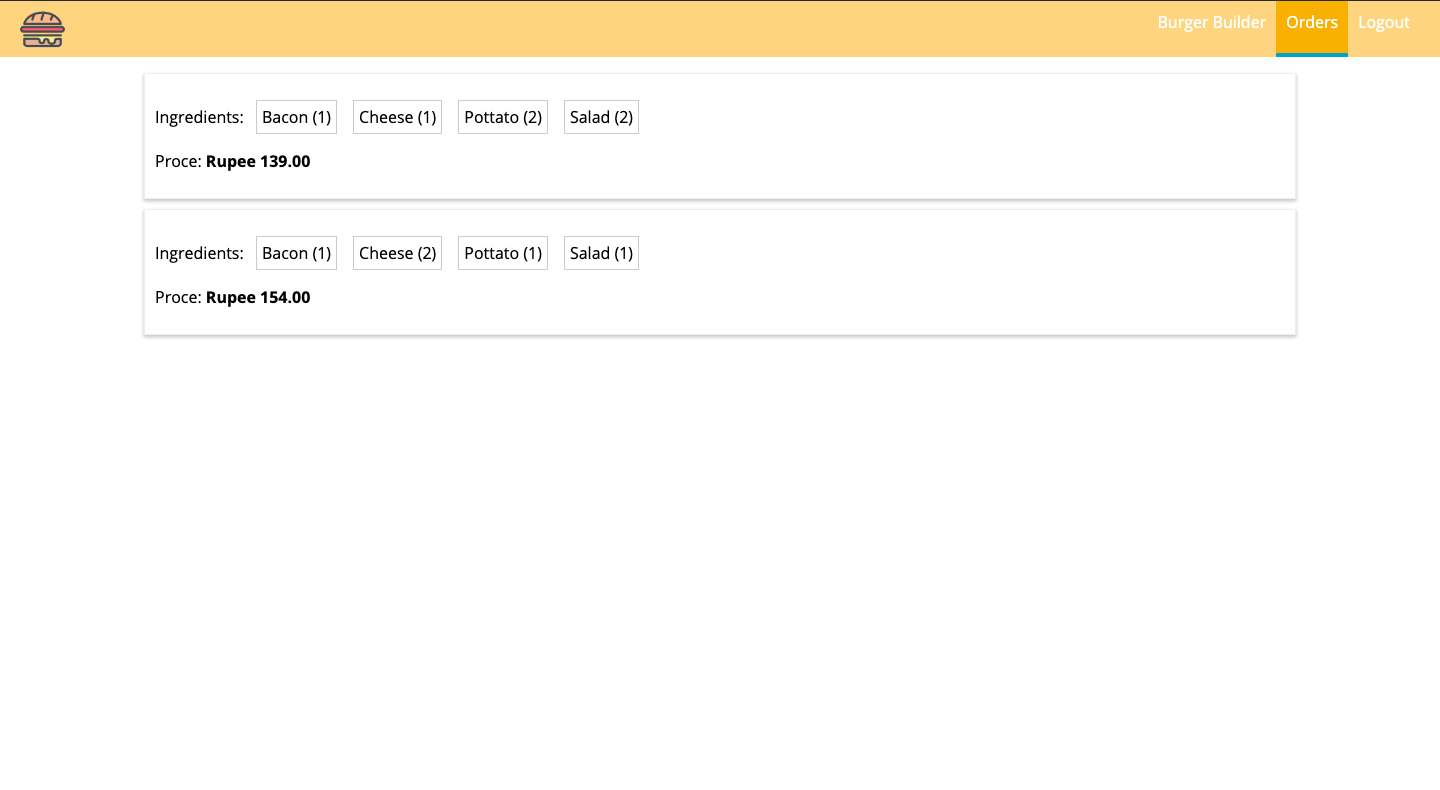 Burger Builder Orders Logout
Ingredients: Bacon (1) Cheese (1) Pottato (2) Salad (2)
Proce: Rupee 139.00
Ingredients: Bacon (1) Cheese (2) Pottato (1) Salad (1)
Proce: Rupee 154.00